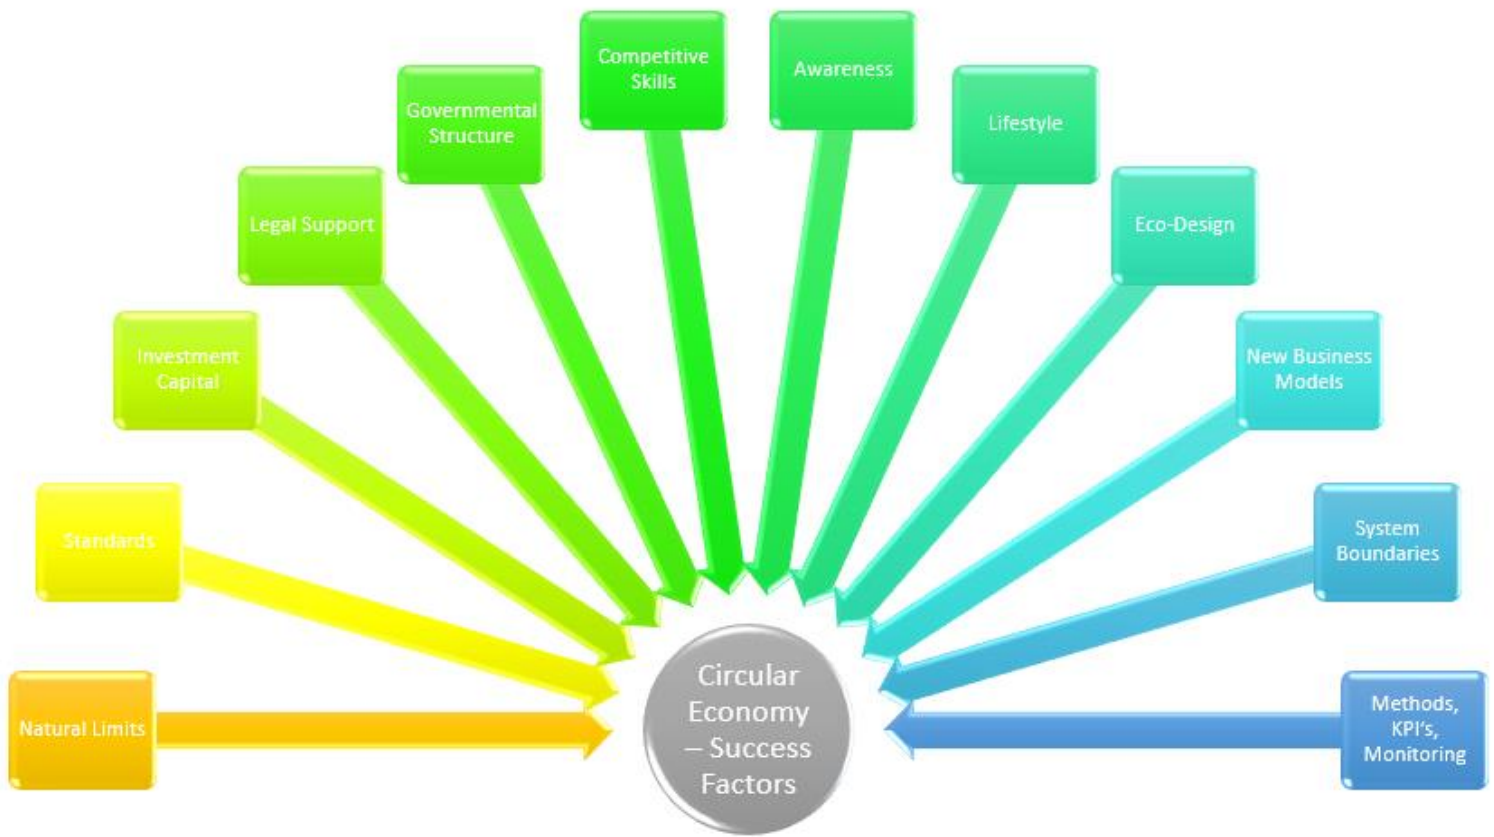 Natural Limits
Standards
Investment
Capital
Legal Support
Governmental
Structure
Competitive
Skills
Awareness
Lifestyle
Eco-Design
New Business
Models
System
Boundaries
Methods,
KPI‘s,
Monitoring
Circular
Economy
– Success
Factors